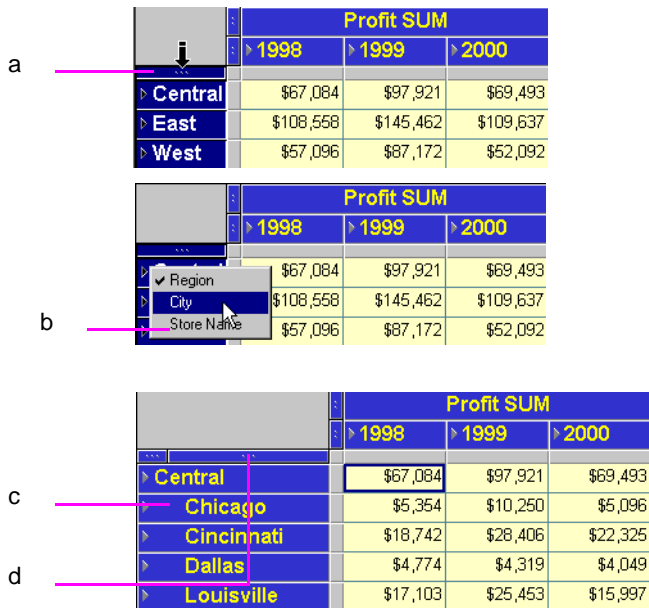 Profit SUM
1998 1999 2000
a
Central $67,084 $97,921 $69,493
East $108,558 $145,462 $109,637
West $57,096 $87,172 $52,092
Profit SUM
1998 1999 2000
$67,084 $97,921 $69,493
Region
City $108,558 $145,462 $109,637
b
Store Name $57,096 $87,172 $52,092
Profit SUM
1998 1999 2000
Central $67,084 $97,921 $69,493
c
Chicago $5,354 $10,250 $5,096
Cincinnati $18,742 $28,406 $22,325
d
Dallas $4,774 $4,319 $4,049
Louisville $17,103 $25,453 $15,997